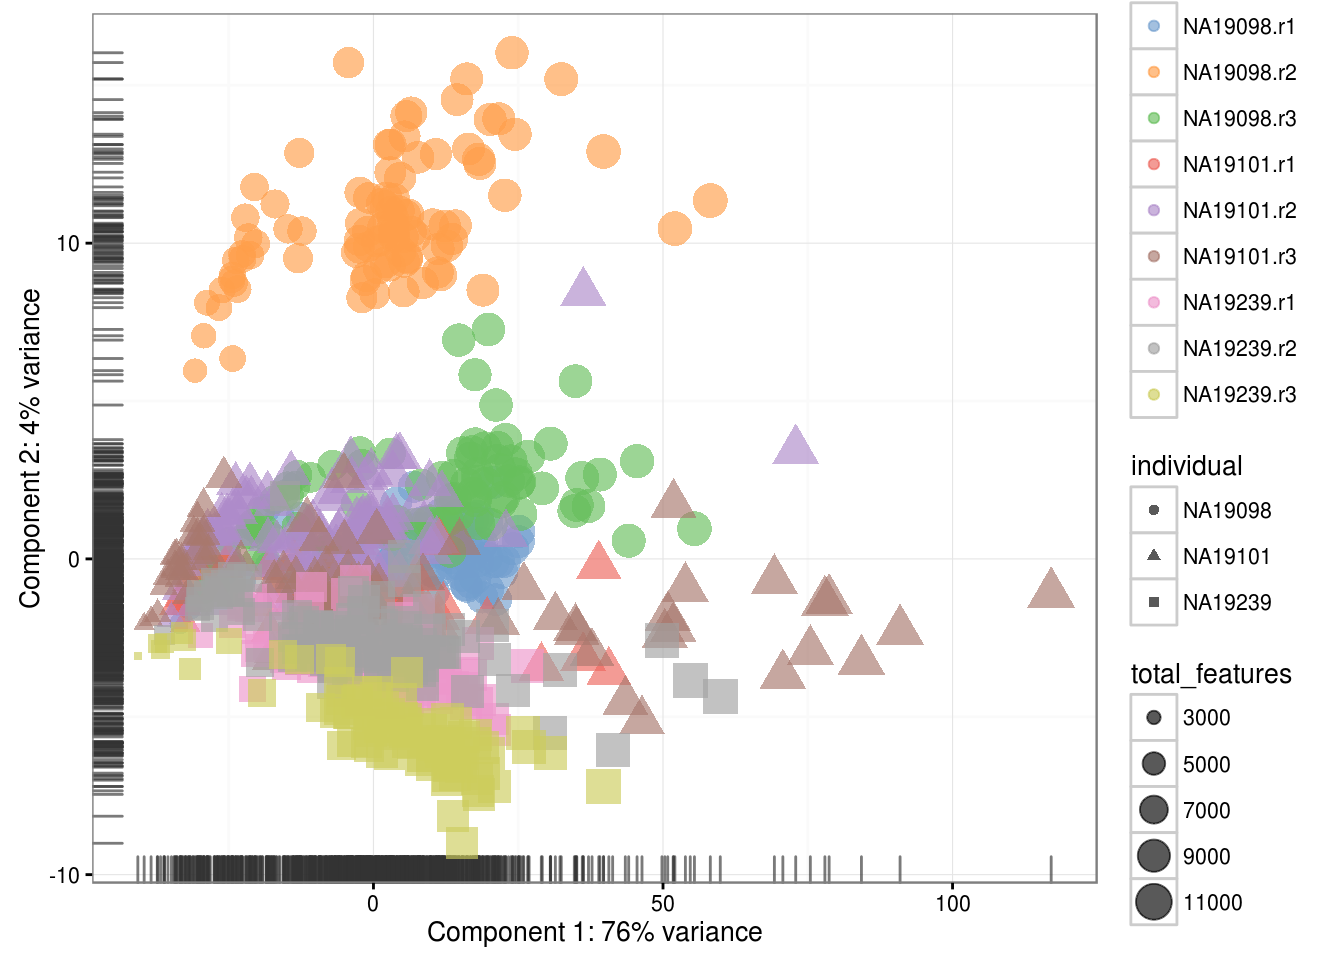 Component 2: 4% variance
10
0
-10
0
50
100
Component 1: 76% variance
NA19098.r1
NA19098.r2
NA19098.r3
NA19101.r1
NA19101.r2
NA19101.r3
NA19239.r1
NA19239.r2
NA19239.r3
individual
NA19098
NA19101
NA19239
total_features
3000
5000
7000
9000
11000